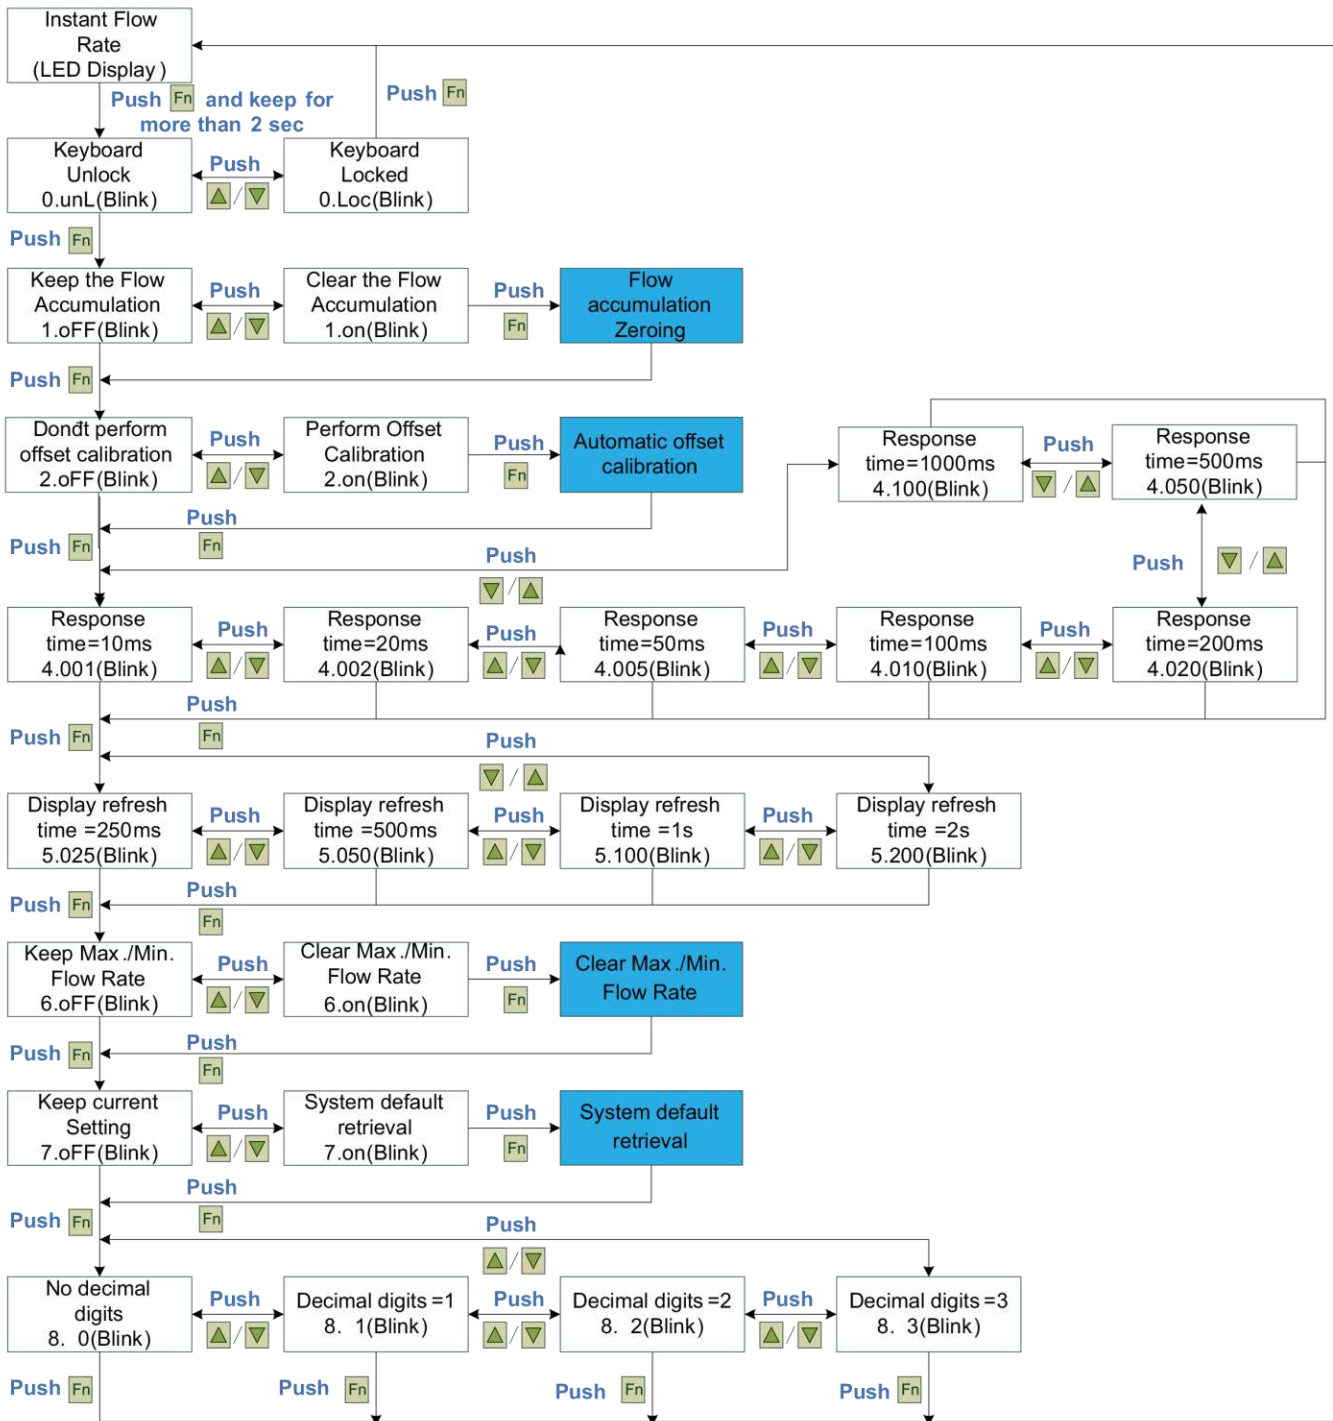 Instant Flow
Rate
(LED Display )
Push Fn and keep for
more than 2 sec
Push Fn
Keyboard
Unlock
0.unL(Blink)
Push
/
Keyboard
Locked
0.Loc(Blink)
Push Fn
Keep the Flow
Accumulation
1.oFF(Blink)
Push
/
Clear the Flow
Accumulation
1.on(Blink)
Push
Fn
Flow
accumulation
Zeroing
Push Fn
Dondt perform
offset calibration
2.oFF(Blink)
Push
/
Perform Offset
Calibration
2.on(Blink)
Push
Fn
Automatic offset
calibration
Response
time=1000ms
4.100(Blink)
Push
/
Response
time=500ms
4.050(Blink)
Push
Fn
Push Fn
Push
/
Push /
Response
time=10ms
4.001(Blink)
Push
/
Response
time=20ms
4.002(Blink)
Push
/
Response
time=50ms
4.005(Blink)
Push
/
Response
time=100ms
4.010(Blink)
Push
/
Response
time=200ms
4.020(Blink)
Push
Fn
Push Fn
Push
/
Display refresh
time =250ms
5.025(Blink)
Push
/
Display refresh
time =500ms
5.050(Blink)
Push
/
Display refresh
time =1s
5.100(Blink)
Push
/
Display refresh
time =2s
5.200(Blink)
Push Fn
Push
Fn
Keep Max./Min.
Flow Rate
6.oFF(Blink)
Push
/
Clear Max./Min.
Flow Rate
6.on(Blink)
Push
Fn
Clear Max./Min.
Flow Rate
Push Fn
Push
Fn
Keep current
Setting
7.oFF(Blink)
Push
/
System default
retrieval
7.on(Blink)
Push
Fn
System default
retrieval
Push
Fn
Push Fn
Push
/
No decimal
digits
8. 0(Blink)
Push
/
Decimal digits =1
8. 1(Blink)
Push
/
Decimal digits =2
8. 2(Blink)
Push
/
Decimal digits =3
8. 3(Blink)
Push Fn
Push Fn
Push Fn
Push Fn